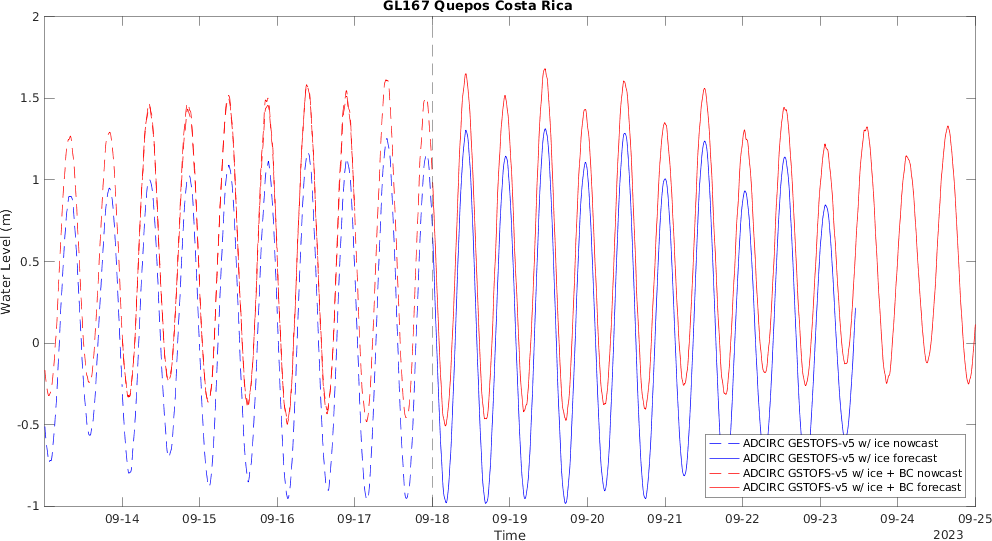 GL167 Quepos Costa Rica
2
1.5
1
0.5
0
-0.5
-1
Water Level (m)
09-14 09-15 09-16 09-17 09-18 09-19 09-20 09-21 09-22 09-23 09-24 09-25
Time
2023
ADCIRC GESTOFS-v5 w/ ice nowcast
ADCIRC GESTOFS-v5 w/ ice forecast
ADCIRC GSTOFS-v5 w/ ice + BC nowcast
ADCIRC GSTOFS-v5 w/ ice + BC forecast